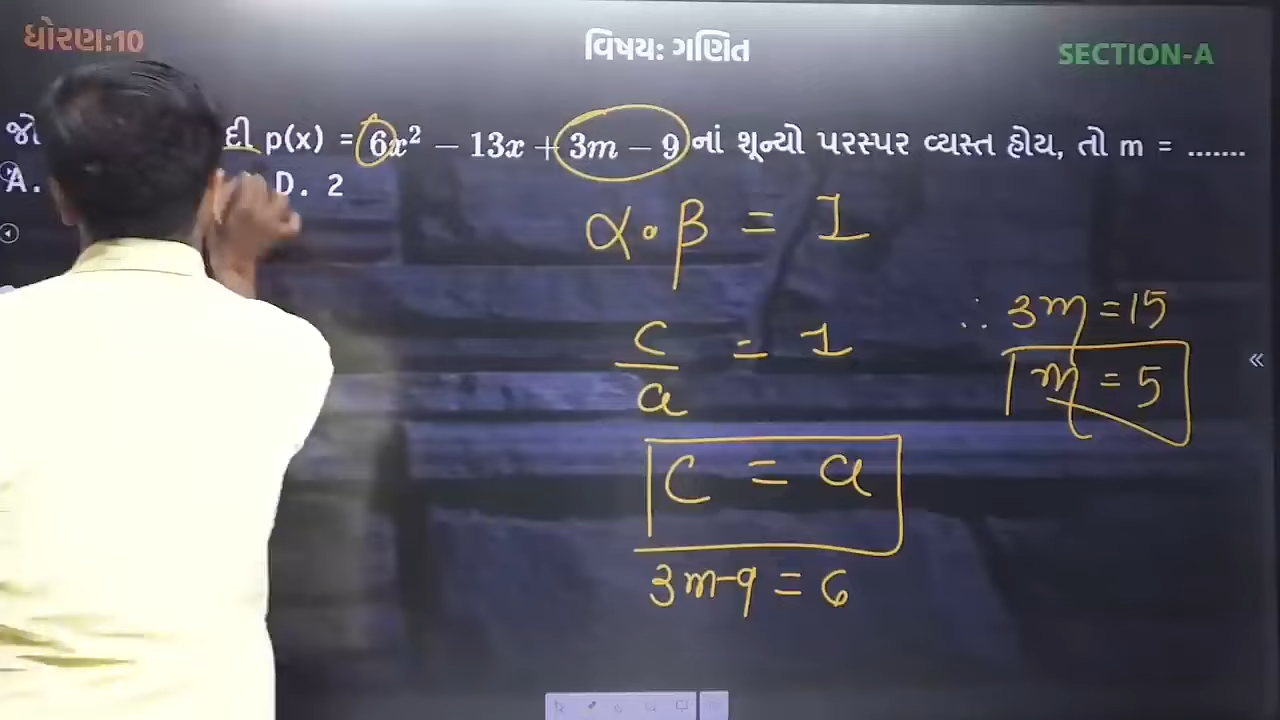 ધોરણ:10
વિષય: ગણિત
SECTION-A
જો દી p(x) = 6x² − 13x + 3m − 9 નાં શૂન્યો પરસ્પર વ્યસ્ત હોય, તો m = .......
A. D. 2
α·β = 1
c/a = 1
c = a
3m-9 = 6
∴ 3m = 15
m = 5